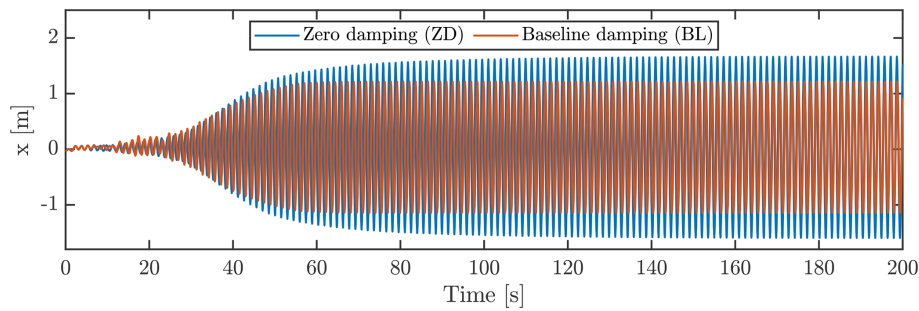 Zero damping (ZD) Baseline damping (BL)
2
1
0
-1
x [m]
0 20 40 60 80 100 120 140 160 180 200
Time [s]